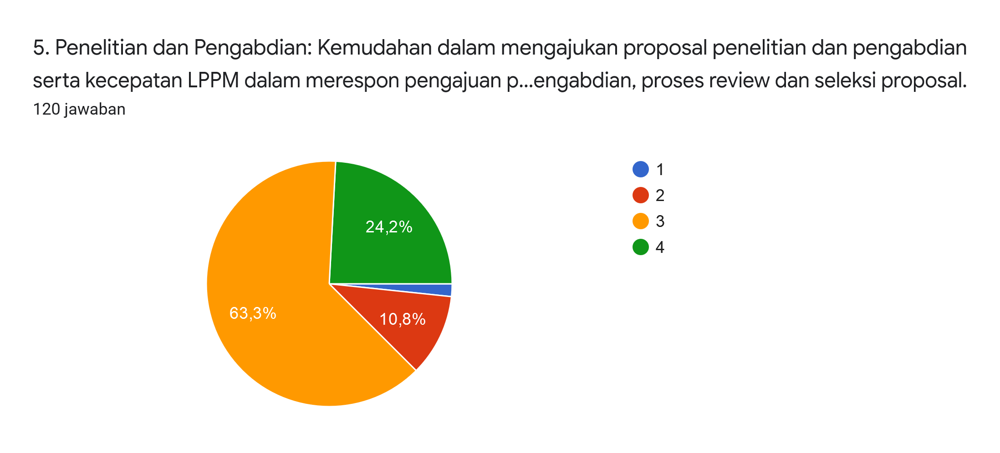 5. Penelitian dan Pengabdian: Kemudahan dalam mengajukan proposal penelitian dan pengabdian
serta kecepatan LPPM dalam merespon pengajuan p...engabdian, proses review dan seleksi proposal.
120 jawaban
1
2
3
4
24,2%
63,3%
10,8%